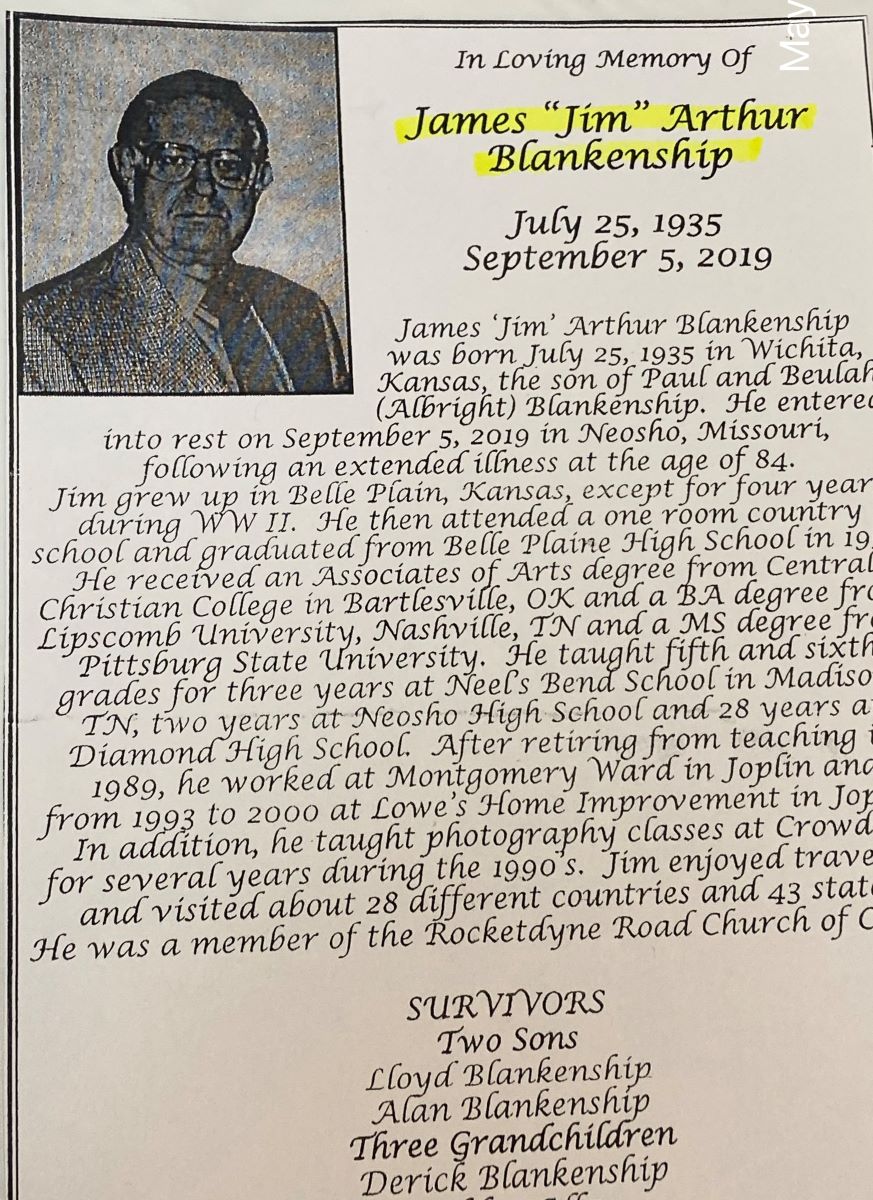 May
In Loving Memory Of
James “Jim” Arthur
Blankenship
July 25, 1935
September 5, 2019
James ‘Jim’ Arthur Blankenship
was born July 25, 1935 in Wichita,
Kansas, the son of Paul and Beulah
(Albright) Blankenship. He entered
into rest on September 5, 2019 in Neosho, Missouri,
following an extended illness at the age of 84.
Jim grew up in Belle Plain, Kansas, except for four year
during WW II. He then attended a one room country
school and graduated from Belle Plaine High School in 19
He received an Associates of Arts degree from Central
Christian College in Bartlesville, OK and a BA degree fro
Lipscomb University, Nashville, TN and a MS degree fr
Pittsburg State University. He taught fifth and sixth
grades for three years at Neel's Bend School in Madiso
TN, two years at Neosho High School and 28 years a
Diamond High School. After retiring from teaching i
1989, he worked at Montgomery Ward in Joplin and
from 1993 to 2000 at Lowe's Home Improvement in Jop
In addition, he taught photography classes at Crowd
for several years during the 1990's. Jim enjoyed trave
and visited about 28 different countries and 43 stat
He was a member of the Rocketdyne Road Church of C
SURVIVORS
Two Sons
Lloyd Blankenship
Alan Blankenship
Three Grandchildren
Derick Blankenship